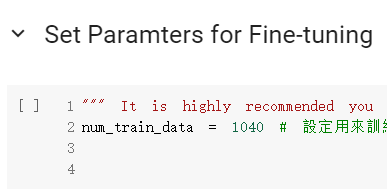 Set Paramters for Fine-tuning
[ ] 1 """ It is highly recommended you
2 num_train_data = 1040 # 設定用來訓
3
4